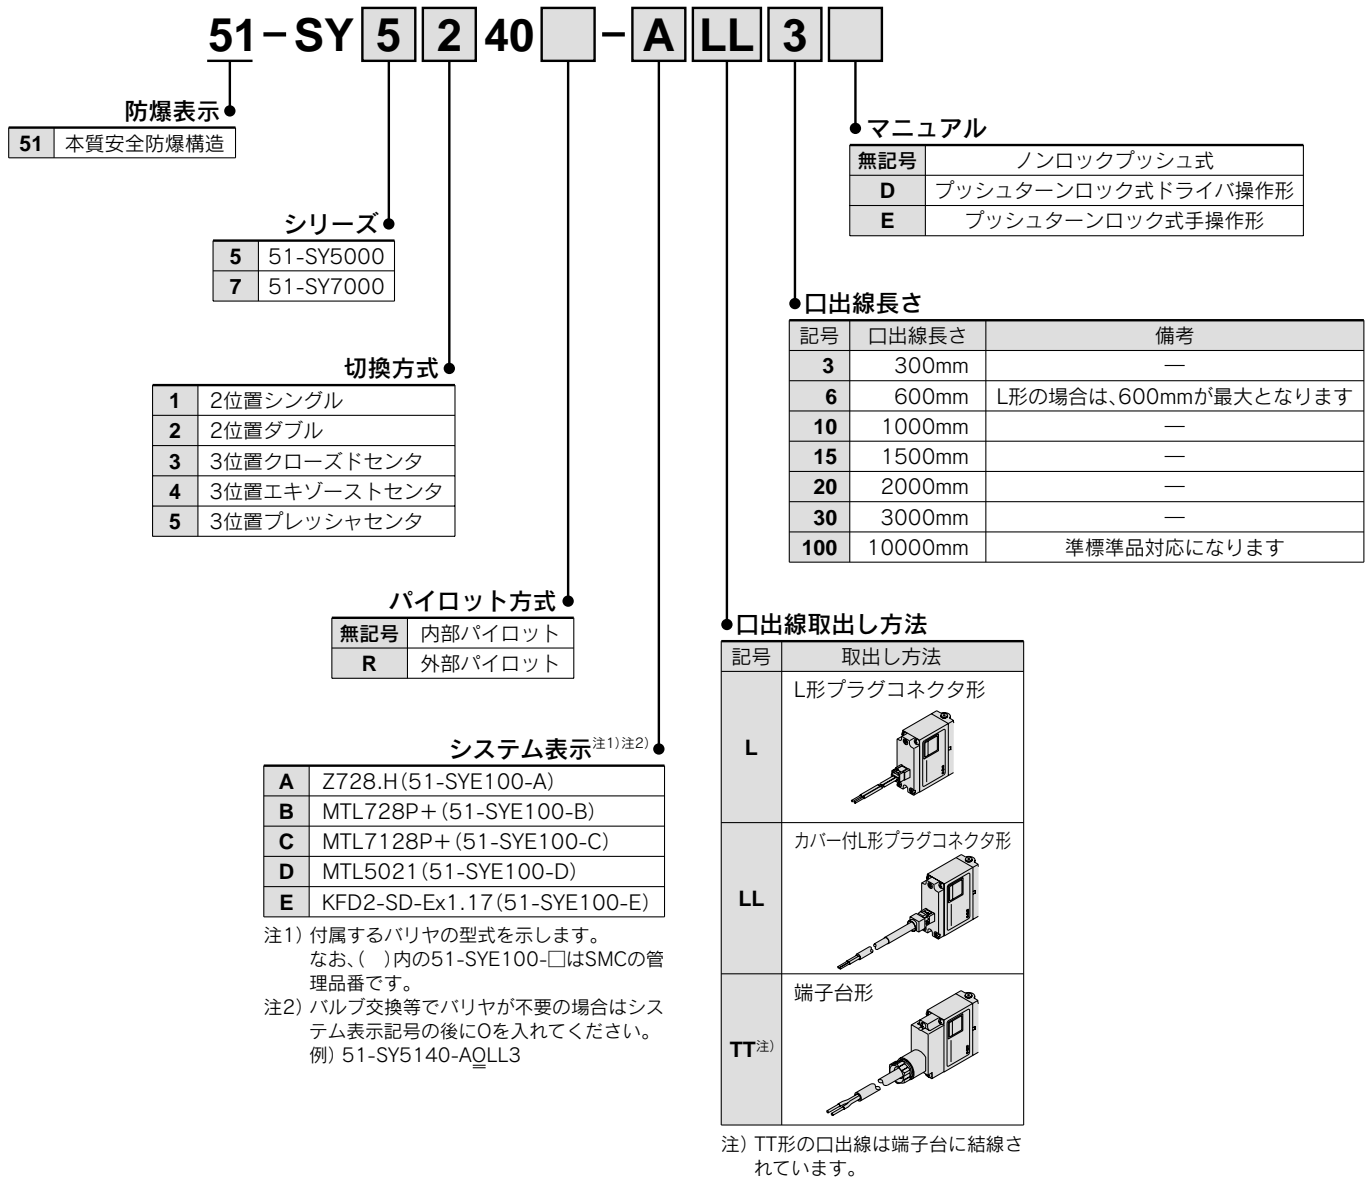 51-SY 5 2 40 - A LL 3
防爆表示
51 本質安全防爆構造
シリーズ
5 51-SY5000
7 51-SY7000
切換方式
1 2位置シングル
2 2位置ダブル
3 3位置クローズドセンタ
4 3位置エキゾーストセンタ
5 3位置プレッシャセンタ
パイロット方式
無記号 内部パイロット
R 外部パイロット
システム表示注1)注2)
A Z728.H(51-SYE100-A)
B MTL728P+(51-SYE100-B)
C MTL7128P+(51-SYE100-C)
D MTL5021(51-SYE100-D)
E KFD2-SD-Ex1.17(51-SYE100-E)
注1) 付属するバリヤの型式を示します。
なお、( )内の51-SYE100-□はSMCの管
理品番です。
注2) バルブ交換等でバリヤが不要の場合はシス
テム表示記号の後にOを入れてください。
例) 51-SY5140-AOLL3
マニュアル
無記号 ノンロックプッシュ式
D プッシュターンロック式ドライバ操作形
E プッシュターンロック式手操作形
口出線長さ
記号 口出線長さ 備考
3 300mm —
6 600mm L形の場合は、600mmが最大となります
10 1000mm —
15 1500mm —
20 2000mm —
30 3000mm —
100 10000mm 準標準品対応になります
口出線取出し方法
記号 取出し方法
L L形プラグコネクタ形
LL カバー付L形プラグコネクタ形
TT注) 端子台形
注) TT形の口出線は端子台に結線さ
れています。